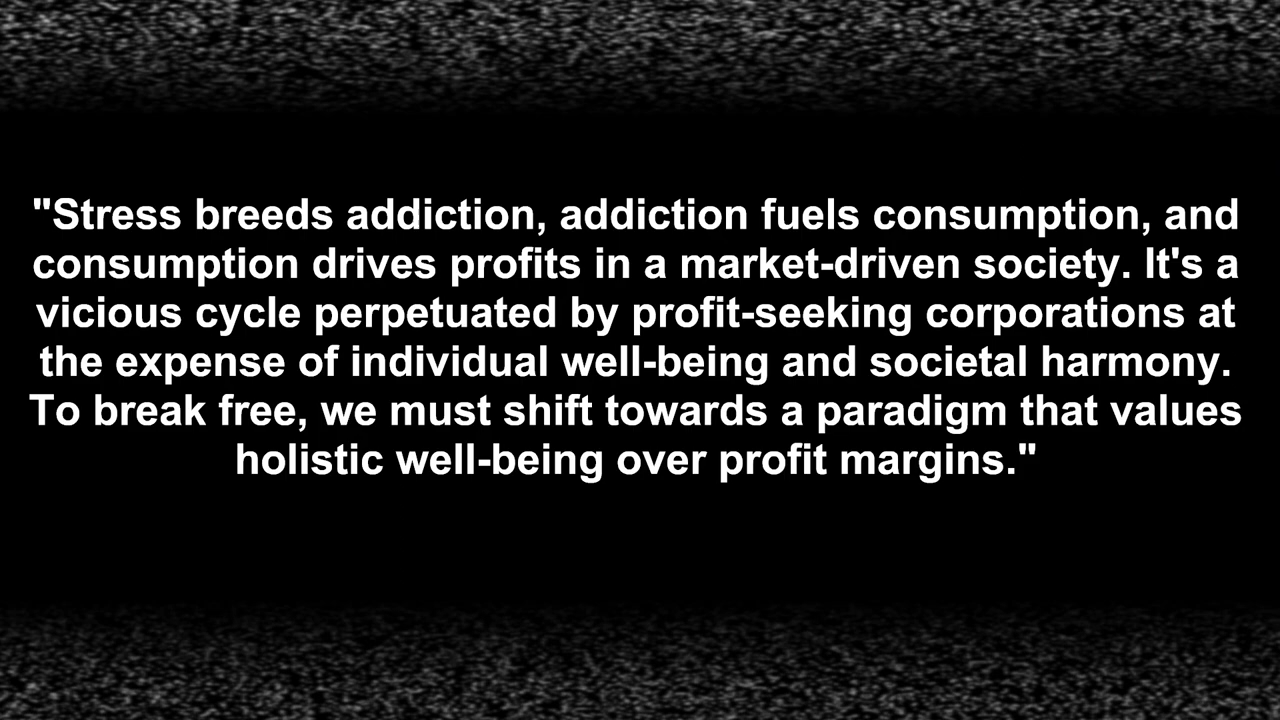 "Stress breeds addiction, addiction fuels consumption, and
consumption drives profits in a market-driven society. It's a
vicious cycle perpetuated by profit-seeking corporations at
the expense of individual well-being and societal harmony.
To break free, we must shift towards a paradigm that values
holistic well-being over profit margins."